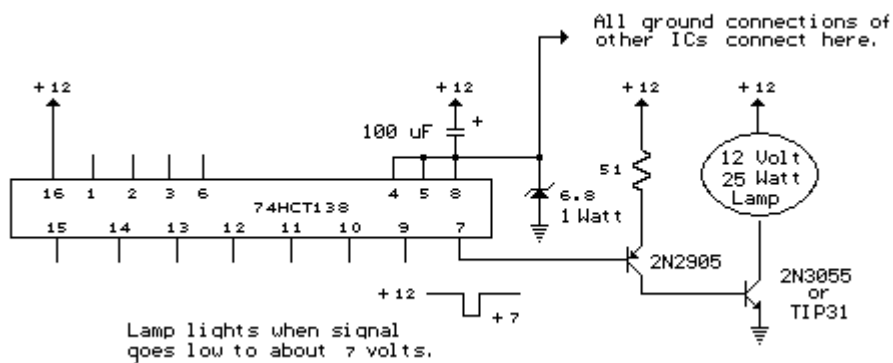 All ground connections of
other ICs connect here.
+12
+12
+12
+12
100 uF
+
51
12 Volt
25 Watt
Lamp
16 1 2 3 6 4 5 8
74HCT138
6.8
1 Watt
15 14 13 12 11 10 9 7
2N2905
2N3055
or
TIP31
+12
+7
Lamp lights when signal
goes low to about 7 volts.